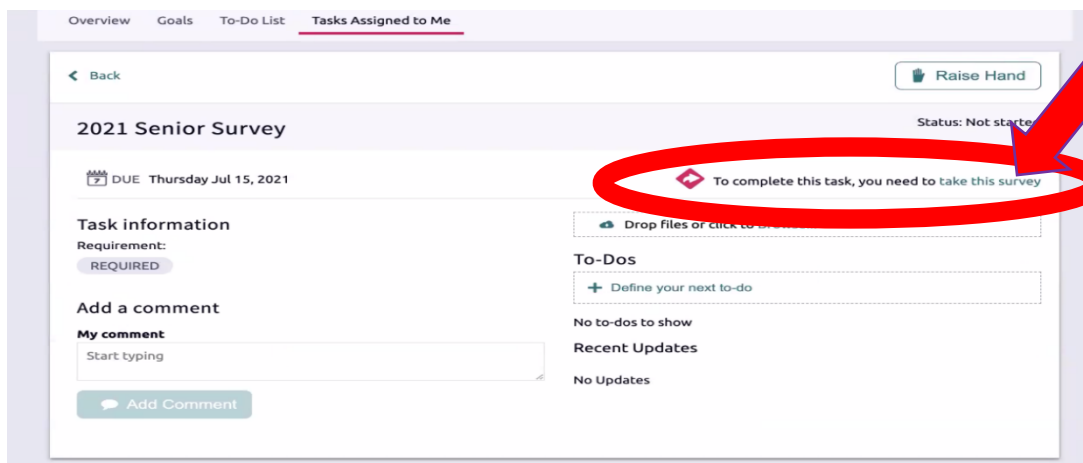 Overview Goals To-Do List Tasks Assigned to Me
Back
Raise Hand
2021 Senior Survey
Status: Not started
7 DUE Thursday Jul 15, 2021
To complete this task, you need to take this survey
Task information
Requirement:
REQUIRED
Add a comment
My comment
Start typing
Add Comment
Drop files or click to
To-Dos
+ Define your next to-do
No to-dos to show
Recent Updates
No Updates